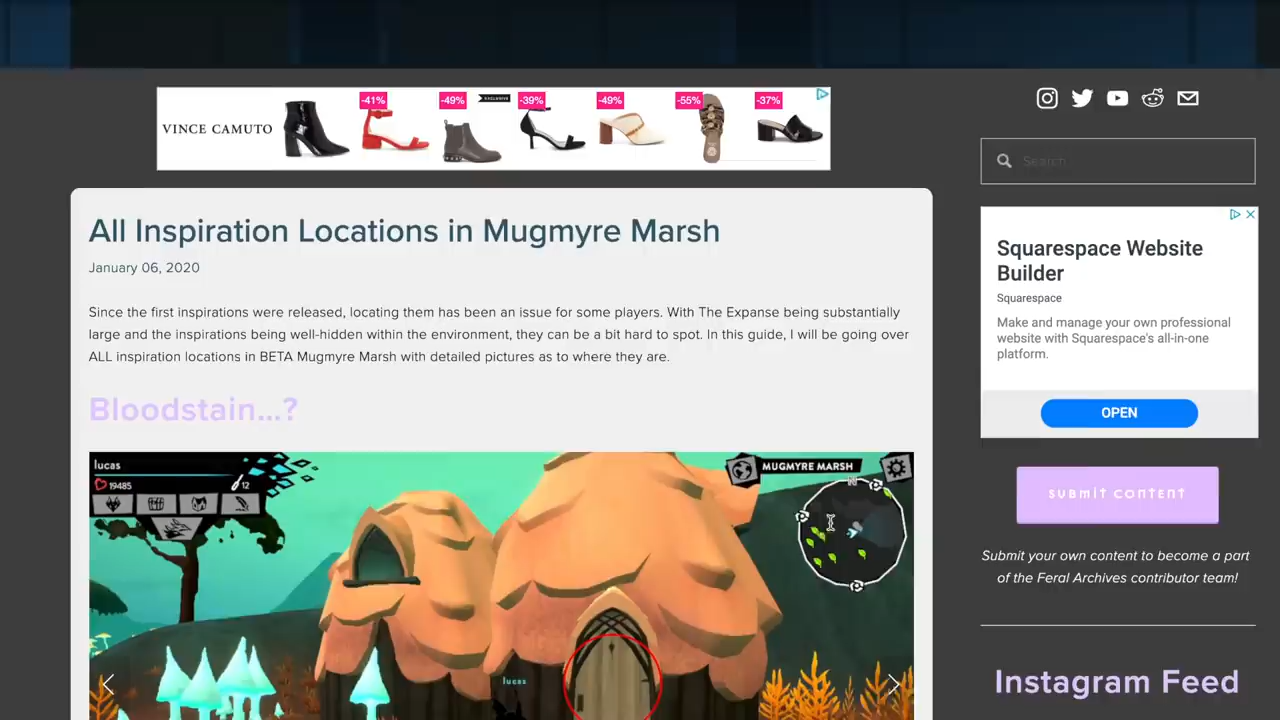 VINCE CAMUTO
-41%
-49%
EXCLUSIVE
-39%
-49%
-55%
-37%
Search
All Inspiration Locations in Mugmyre Marsh
January 06, 2020
Since the first inspirations were released, locating them has been an issue for some players. With The Expanse being substantially
large and the inspirations being well-hidden within the environment, they can be a bit hard to spot. In this guide, I will be going over
ALL inspiration locations in BETA Mugmyre Marsh with detailed pictures as to where they are.
Bloodstain...?
lucas
19485
12
MUGMYRE MARSH
N
lucas
Squarespace Website
Builder
Squarespace
Make and manage your own professional
website with Squarespace's all-in-one
platform.
OPEN
submit content
Submit your own content to become a part
of the Feral Archives contributor team!
Instagram Feed